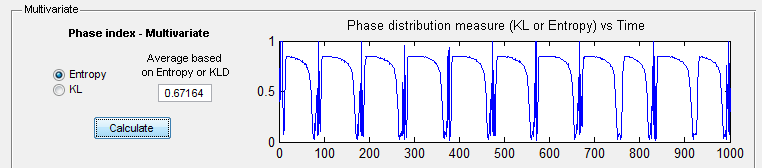 Multivariate
Phase index - Multivariate
Entropy
KL
Average based
on Entropy or KLD
0.67164
Calculate
Phase distribution measure (KL or Entropy) vs Time
1
0.5
0
0 100 200 300 400 500 600 700 800 900 1000